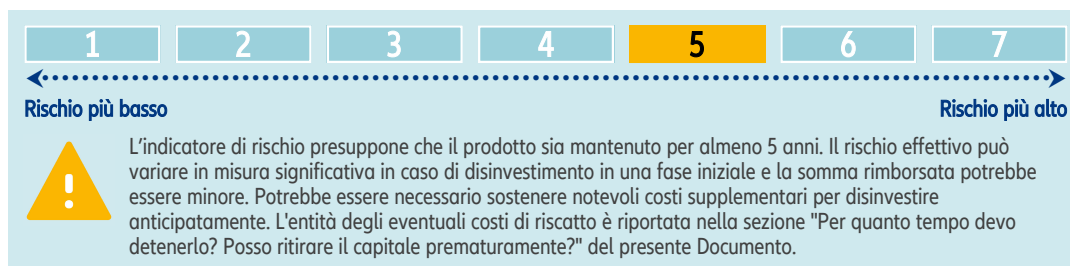 1 2 3 4 5 6 7
Rischio più basso Rischio più alto
L'indicatore di rischio presuppone che il prodotto sia mantenuto per almeno 5 anni. Il rischio effettivo può
variare in misura significativa in caso di disinvestimento in una fase iniziale e la somma rimborsata potrebbe
essere minore. Potrebbe essere necessario sostenere notevoli costi supplementari per disinvestire
anticipatamente. L'entità degli eventuali costi di riscatto è riportata nella sezione "Per quanto tempo devo
detenerlo? Posso ritirare il capitale prematuramente?" del presente Documento.